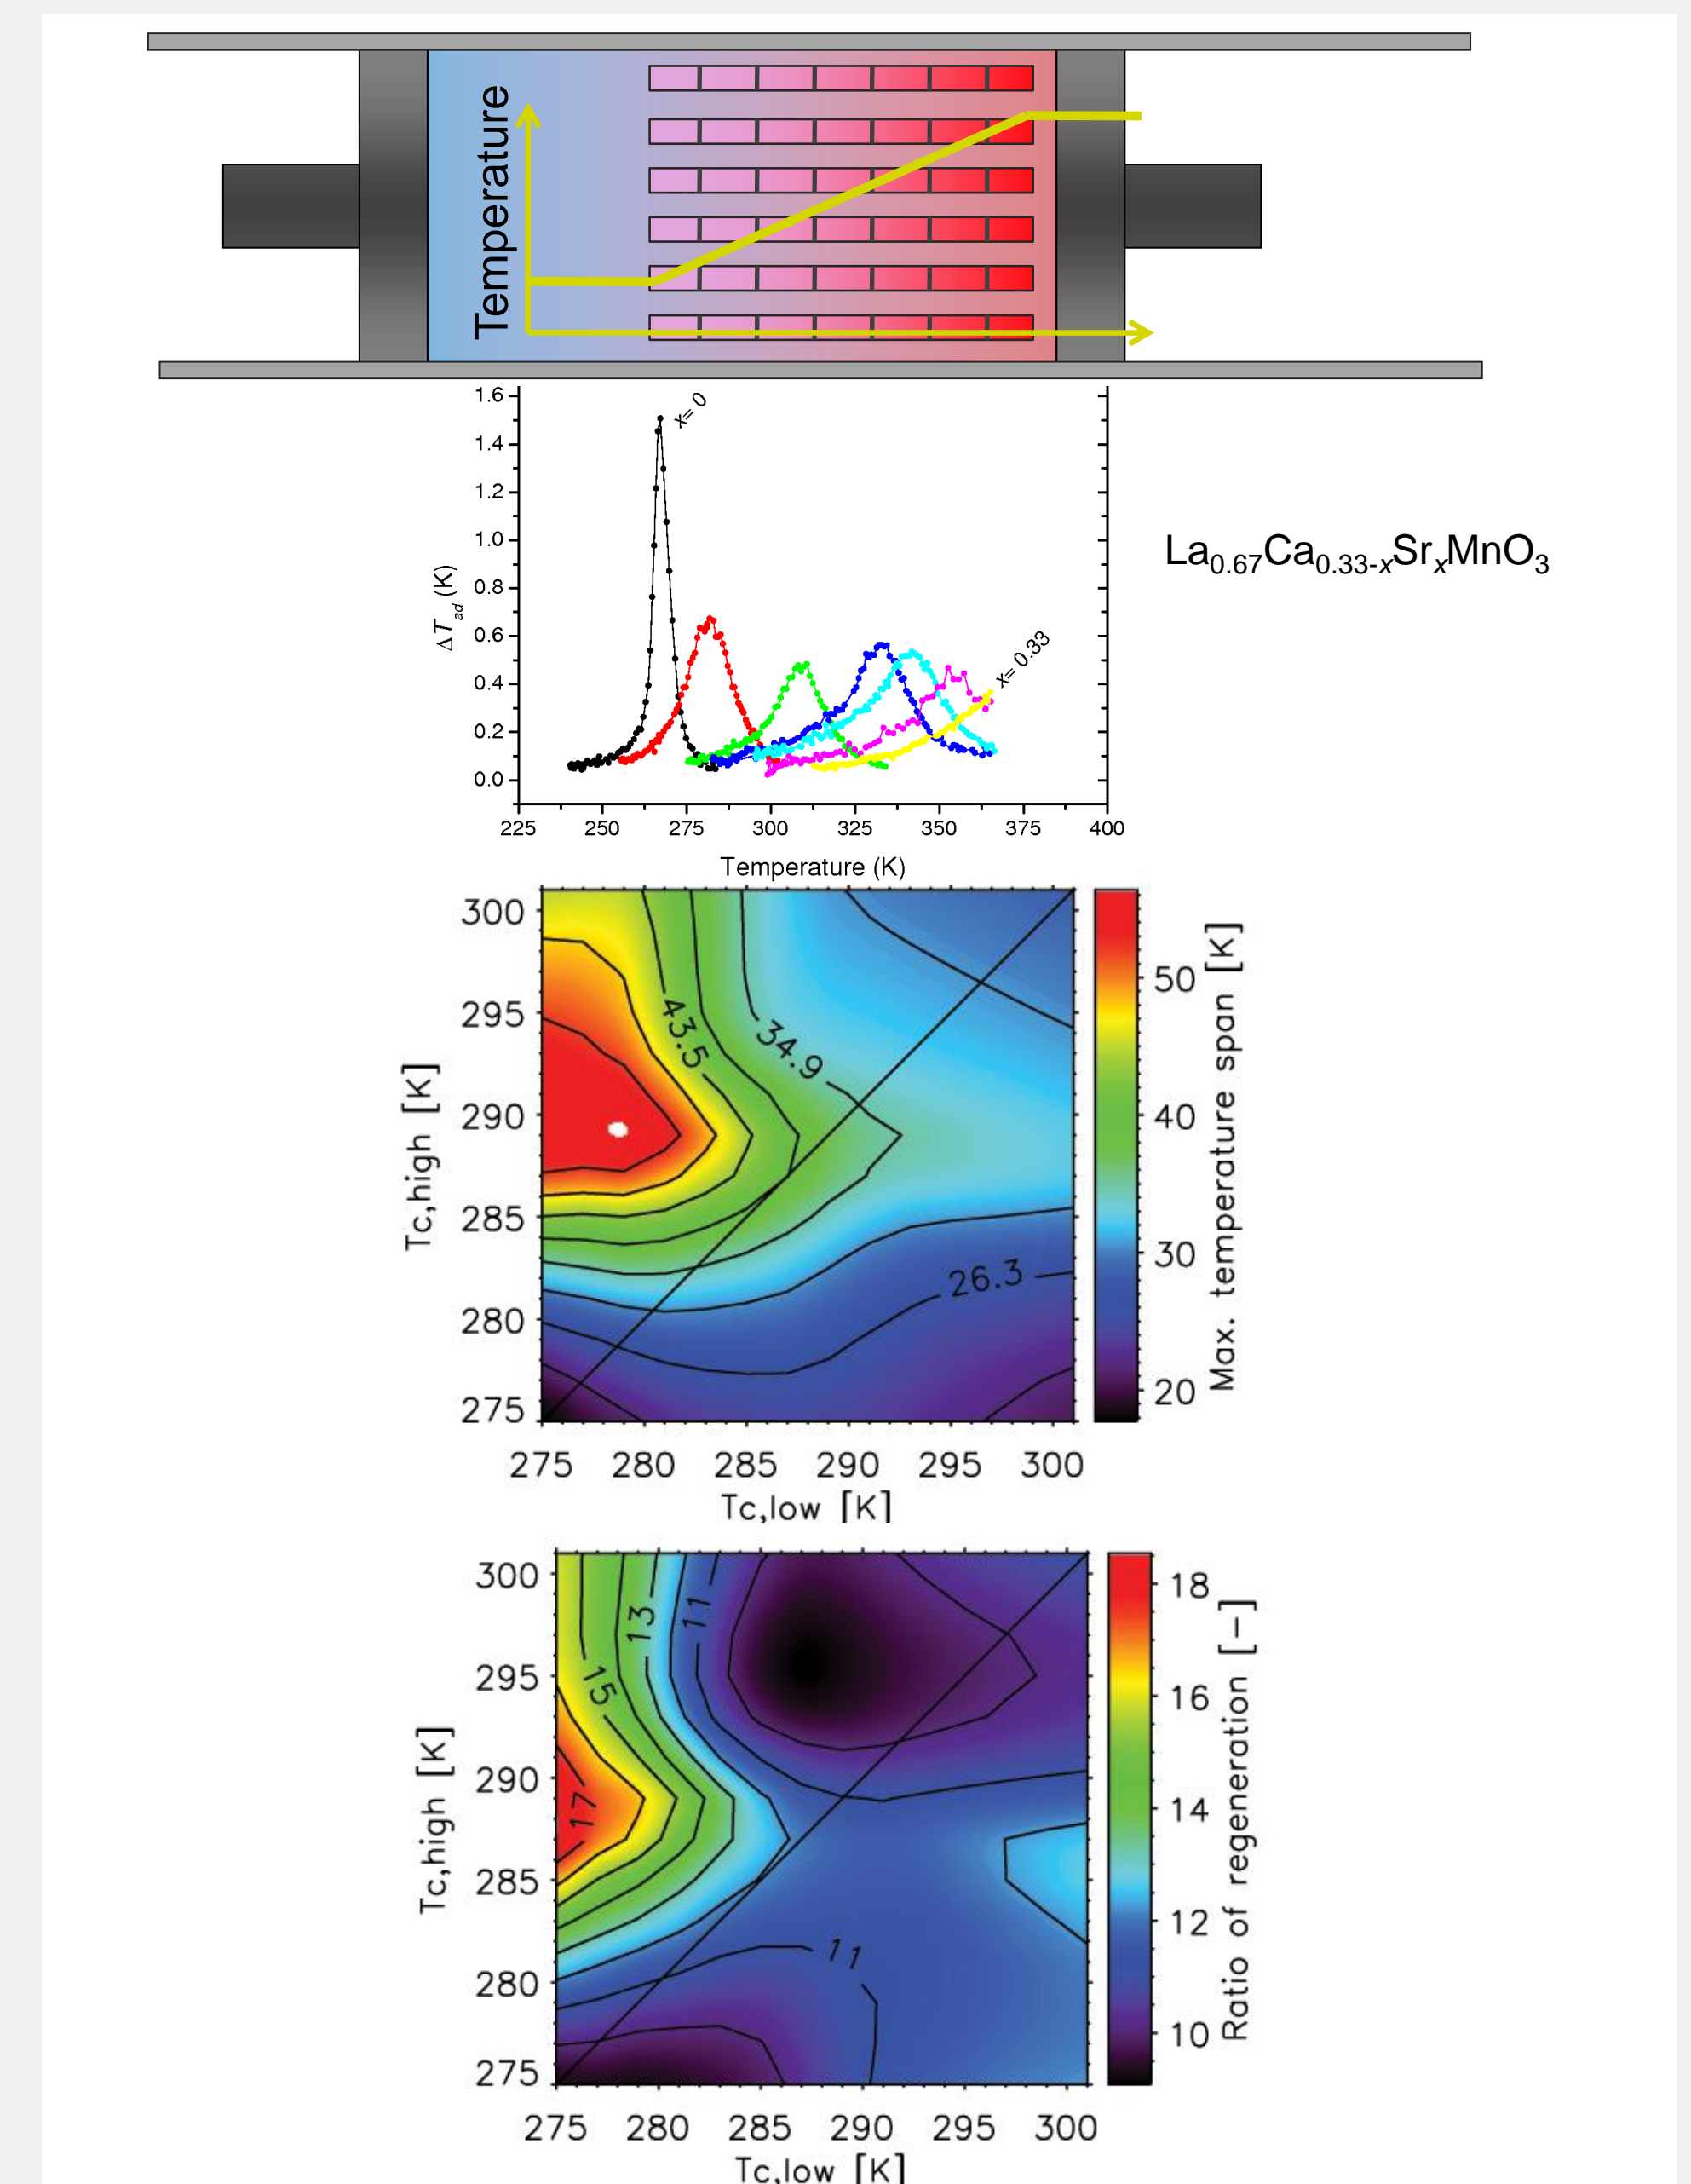 Temperature
1.6
1.4
1.2
1.0
0.8
0.6
0.4
0.2
0.0
ΔT_ad (K)
x= 0
x= 0.33
225 250 275 300 325 350 375 400
Temperature (K)
La₀.₆₇Ca₀.₃₃₋ₓSrₓMnO₃
300
295
290
285
280
275
Tc,high [K]
43.5
34.9
26.3
275 280 285 290 295 300
Tc,low [K]
50
40
30
20
Max. temperature span [K]
300
295
290
285
280
275
Tc,high [K]
13
11
15
17
11
275 280 285 290 295 300
Tc,low [K]
18
16
14
12
10
Ratio of regeneration [-]